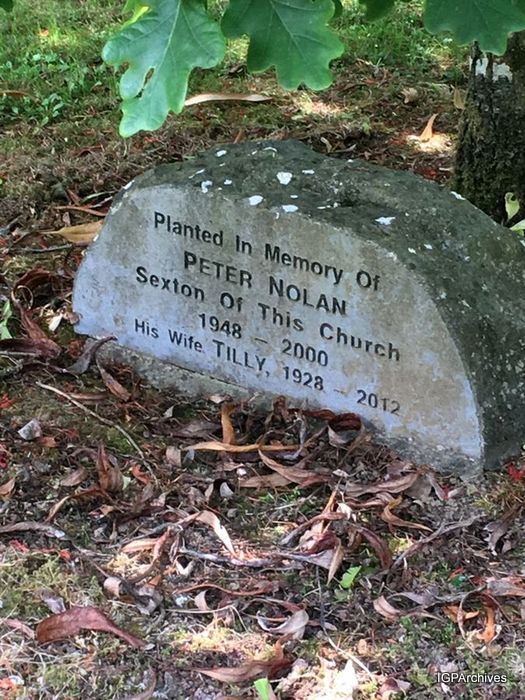 Planted In Memory Of
PETER NOLAN
Sexton Of This Church
1948 – 2000
His Wife TILLY, 1928 – 2012
IGPArchives